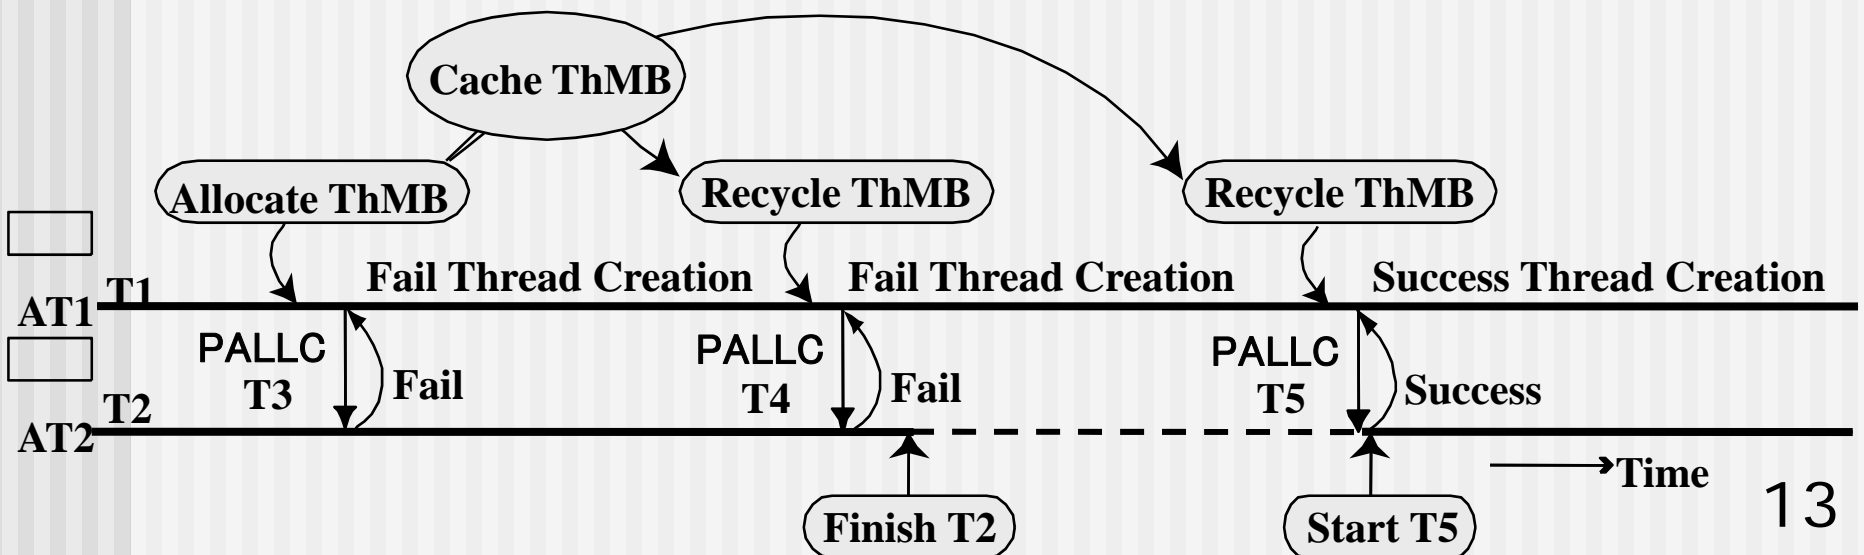 Cache ThMB
Allocate ThMB
Recycle ThMB
Recycle ThMB
Fail Thread Creation
Fail Thread Creation
Success Thread Creation
T1
AT1
PALLC
T3
Fail
PALLC
T4
Fail
PALLC
T5
Success
T2
AT2
Time
Finish T2
Start T5
13